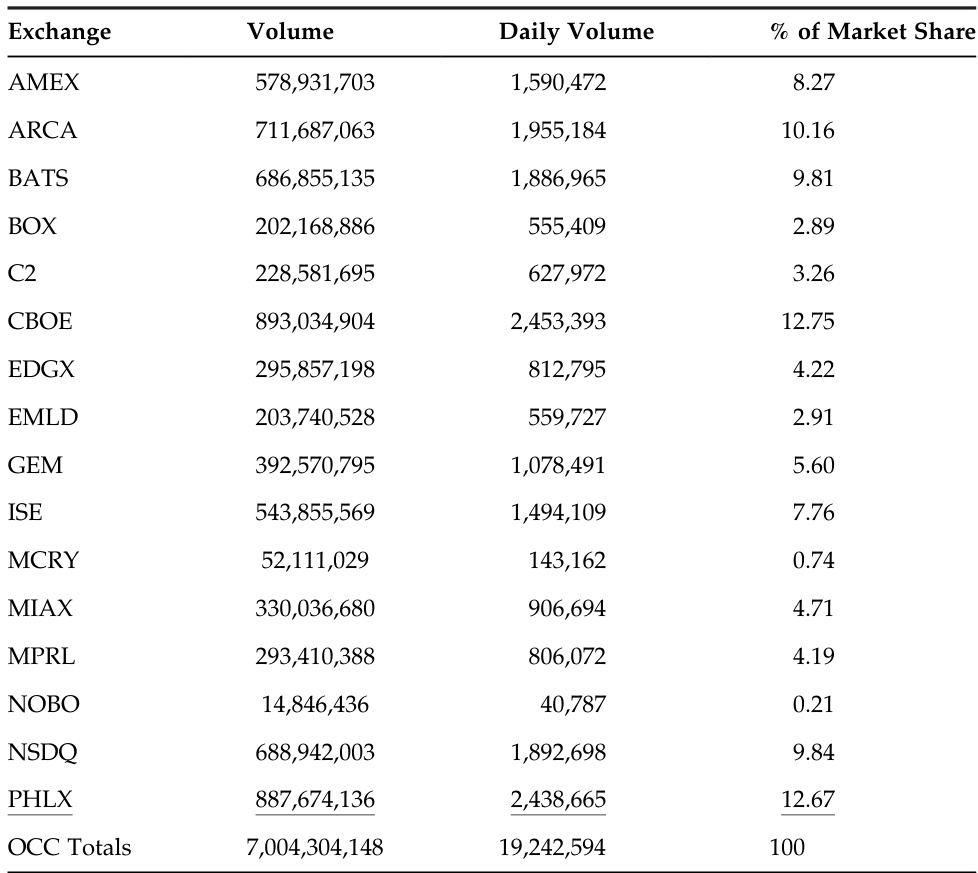 Exchange Volume Daily Volume % of Market Share
AMEX 578,931,703 1,590,472 8.27
ARCA 711,687,063 1,955,184 10.16
BATS 686,855,135 1,886,965 9.81
BOX 202,168,886 555,409 2.89
C2 228,581,695 627,972 3.26
CBOE 893,034,904 2,453,393 12.75
EDGX 295,857,198 812,795 4.22
EMLD 203,740,528 559,727 2.91
GEM 392,570,795 1,078,491 5.60
ISE 543,855,569 1,494,109 7.76
MCRY 52,111,029 143,162 0.74
MIAX 330,036,680 906,694 4.71
MPRL 293,410,388 806,072 4.19
NOBO 14,846,436 40,787 0.21
NSDQ 688,942,003 1,892,698 9.84
PHLX 887,674,136 2,438,665 12.67
OCC Totals 7,004,304,148 19,242,594 100